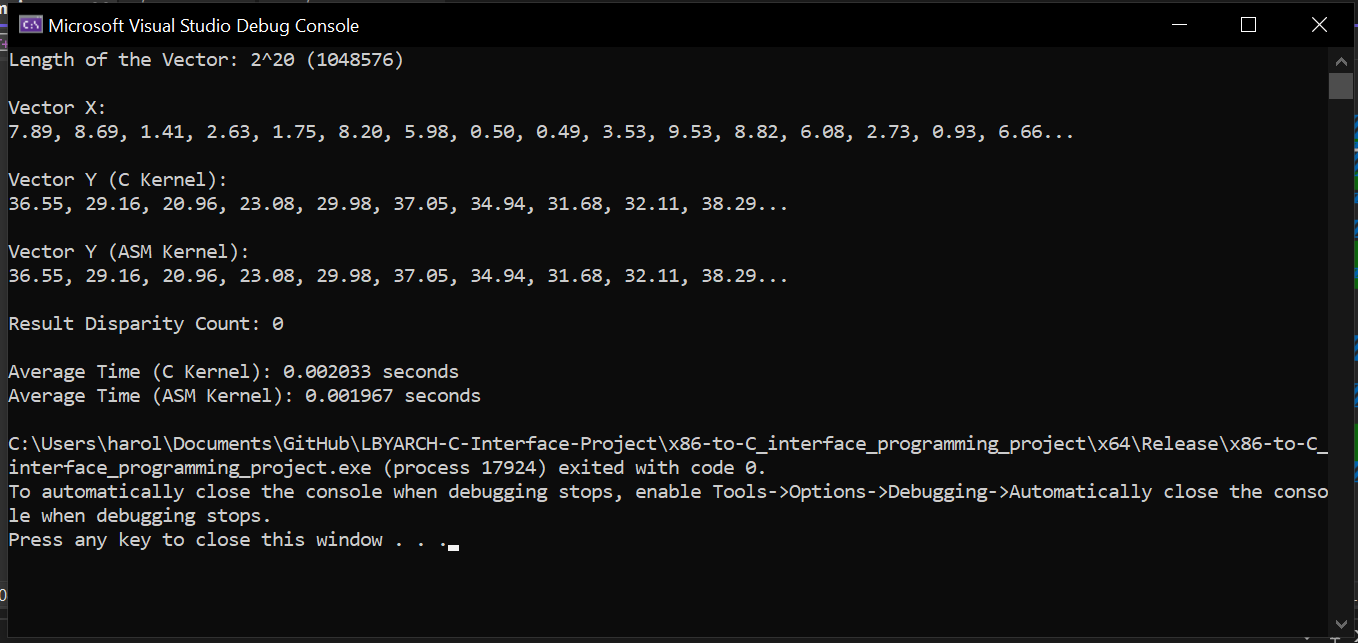 Microsoft Visual Studio Debug Console
Length of the Vector: 2^20 (1048576)
Vector X:
7.89, 8.69, 1.41, 2.63, 1.75, 8.20, 5.98, 0.50, 0.49, 3.53, 9.53, 8.82, 6.08, 2.73, 0.93, 6.66...
Vector Y (C Kernel):
36.55, 29.16, 20.96, 23.08, 29.98, 37.05, 34.94, 31.68, 32.11, 38.29...
Vector Y (ASM Kernel):
36.55, 29.16, 20.96, 23.08, 29.98, 37.05, 34.94, 31.68, 32.11, 38.29...
Result Disparity Count: 0
Average Time (C Kernel): 0.002033 seconds
Average Time (ASM Kernel): 0.001967 seconds
C:\Users\harol\Documents\GitHub\LBYARCH-C-Interface-Project\x86-to-C_interface_programming_project\x64\Release\x86-to-C_
interface_programming_project.exe (process 17924) exited with code 0.
To automatically close the console when debugging stops, enable Tools->Options->Debugging->Automatically close the conso
le when debugging stops.
Press any key to close this window . . .